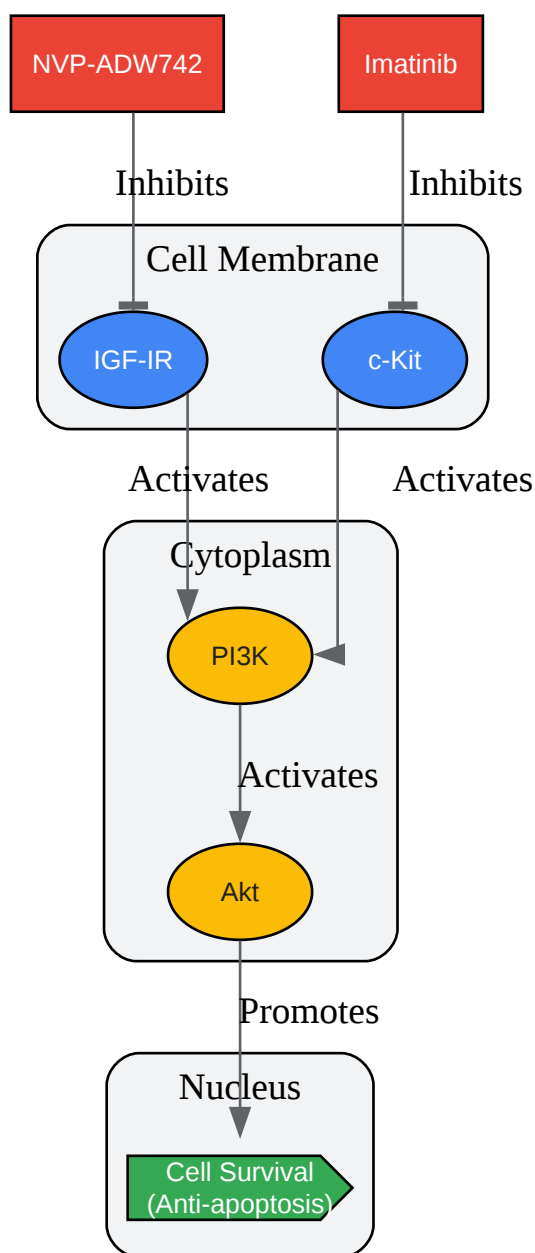 NVP-ADW742
Imatinib
Inhibits
Inhibits
Cell Membrane
IGF-IR
c-Kit
Activates
Activates
Cytoplasm
PI3K
Activates
Akt
Promotes
Nucleus
Cell Survival
(Anti-apoptosis)